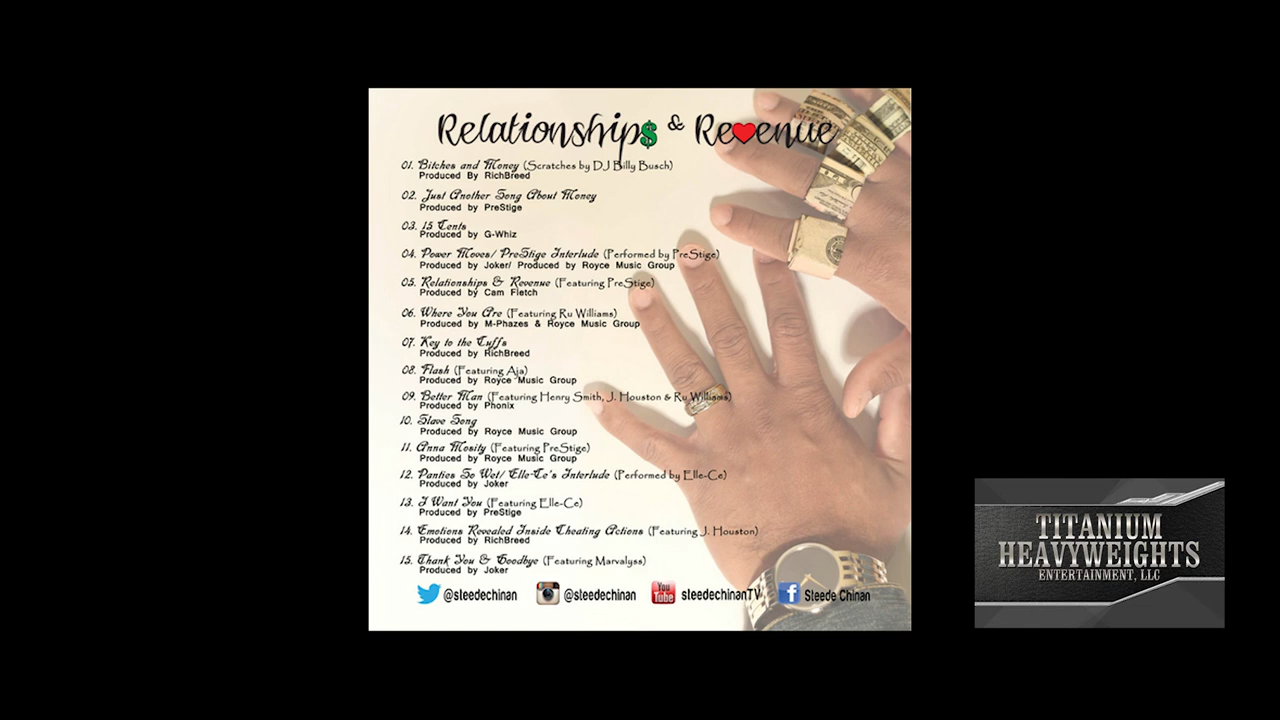 Relationship$ & Re❤enue
01. Bitches and Money (Scratches by DJ Billy Busch)
Produced By RichBreed
02. Just Another Song About Money
Produced by PreStige
03. 15 Cents
Produced by G-Whiz
04. Power Moves/ PreStige Interlude (Performed by PreStige)
Produced by Joker/ Produced by Royce Music Group
05. Relationships & Revenue (Featuring PreStige)
Produced by Cam Fletch
06. Where You Are (Featuring Ru Williams)
Produced by M-Phazes & Royce Music Group
07. Key to the Cuffs
Produced by RichBreed
08. Flash (Featuring Aja)
Produced by Royce Music Group
09. Better Man (Featuring Henry Smith, J. Houston & Ru Williams)
Produced by Phonix
10. Slave Song
Produced by Royce Music Group
11. Anna Mosity (Featuring PreStige)
Produced by Royce Music Group
12. Panties So Wet/ Elle-Ce's Interlude (Performed by Elle-Ce)
Produced by Joker
13. I Want You (Featuring Elle-Ce)
Produced by PreStige
14. Emotions Revealed Inside Cheating Actions (Featuring J. Houston)
Produced by RichBreed
15. Thank You & Goodbye (Featuring Marvalyss)
Produced by Joker
@steedechinan @steedechinan You Tube steedechinanTV f Steede Chinan
TITANIUM
HEAVYWEIGHTS
ENTERTAINMENT, LLC